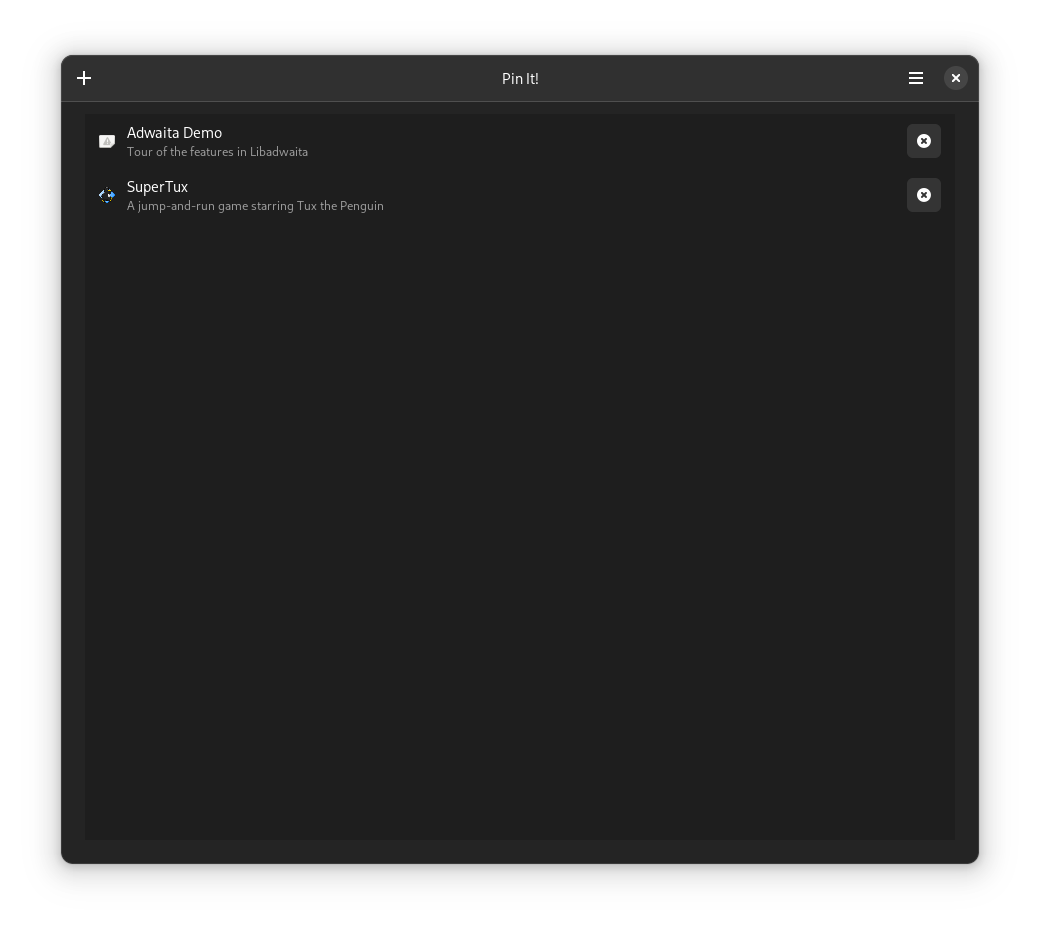 Pin It!
Adwaita Demo
Tour of the features in Libadwaita
SuperTux
A jump-and-run game starring Tux the Penguin